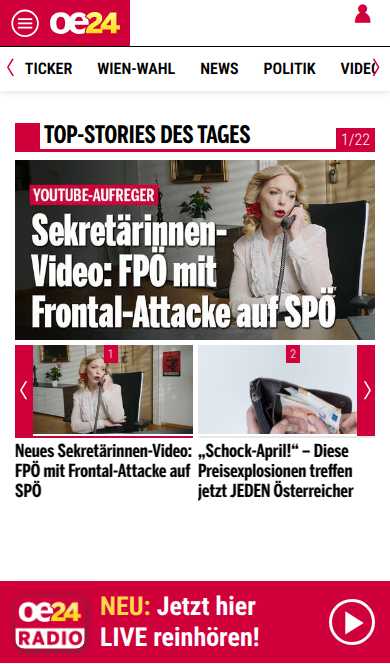 oe24
TICKER WIEN-WAHL NEWS POLITIK
TOP-STORIES DES TAGES
1/22
YOUTUBE-AUFREGER
Sekretärinnen-
Video: FPÖ mit
Frontal-Attacke auf SPÖ
1
2
Neues Sekretärinnen-Video:
FPÖ mit Frontal-Attacke auf
SPÖ
„Schock-April!“ – Diese
Preisexplosionen treffen
jetzt JEDEN Österreicher
oe24
RADIO
NEU: Jetzt hier
LIVE reinhören!